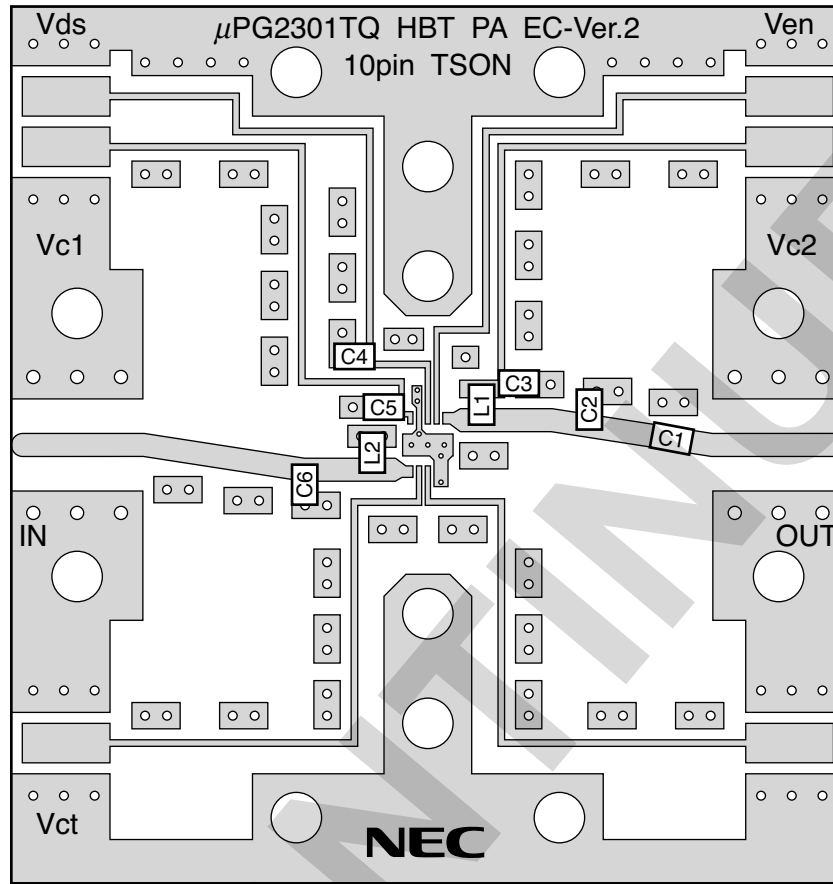 Vds μPG2301TQ HBT PA EC-Ver.2 Ven
10pin TSON
Vc1 Vc2
C4
C3
C5 L1 C2
C1
L2
C6
IN OUT
Vct NEC
NTINU